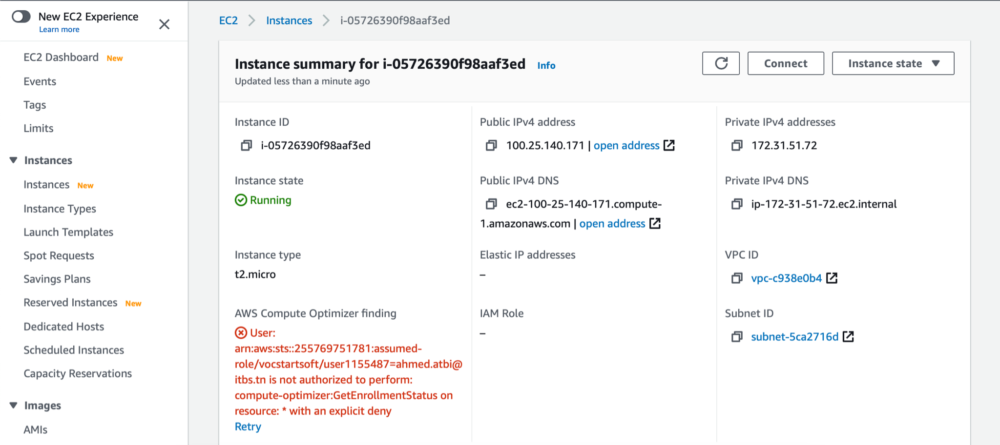 New EC2 Experience
Learn more
EC2 Dashboard New
Events
Tags
Limits
Instances
Instances New
Instance Types
Launch Templates
Spot Requests
Savings Plans
Reserved Instances New
Dedicated Hosts
Scheduled Instances
Capacity Reservations
Images
AMIs
EC2 > Instances > i-05726390f98aaf3ed
Instance summary for i-05726390f98aaf3ed Info
Updated less than a minute ago
Connect
Instance state
Instance ID
i-05726390f98aaf3ed
Instance state
Running
Instance type
t2.micro
AWS Compute Optimizer finding
User:
arn:aws:sts::255769751781:assumed-
role/vocstartsoft/user1155487=ahmed.atbi@
itbs.tn is not authorized to perform:
compute-optimizer:GetEnrollmentStatus on
resource: * with an explicit deny
Retry
Public IPv4 address
100.25.140.171 | open address
Public IPv4 DNS
ec2-100-25-140-171.compute-
1.amazonaws.com | open address
Elastic IP addresses
–
IAM Role
–
Private IPv4 addresses
172.31.51.72
Private IPv4 DNS
ip-172-31-51-72.ec2.internal
VPC ID
vpc-c938e0b4
Subnet ID
subnet-5ca2716d